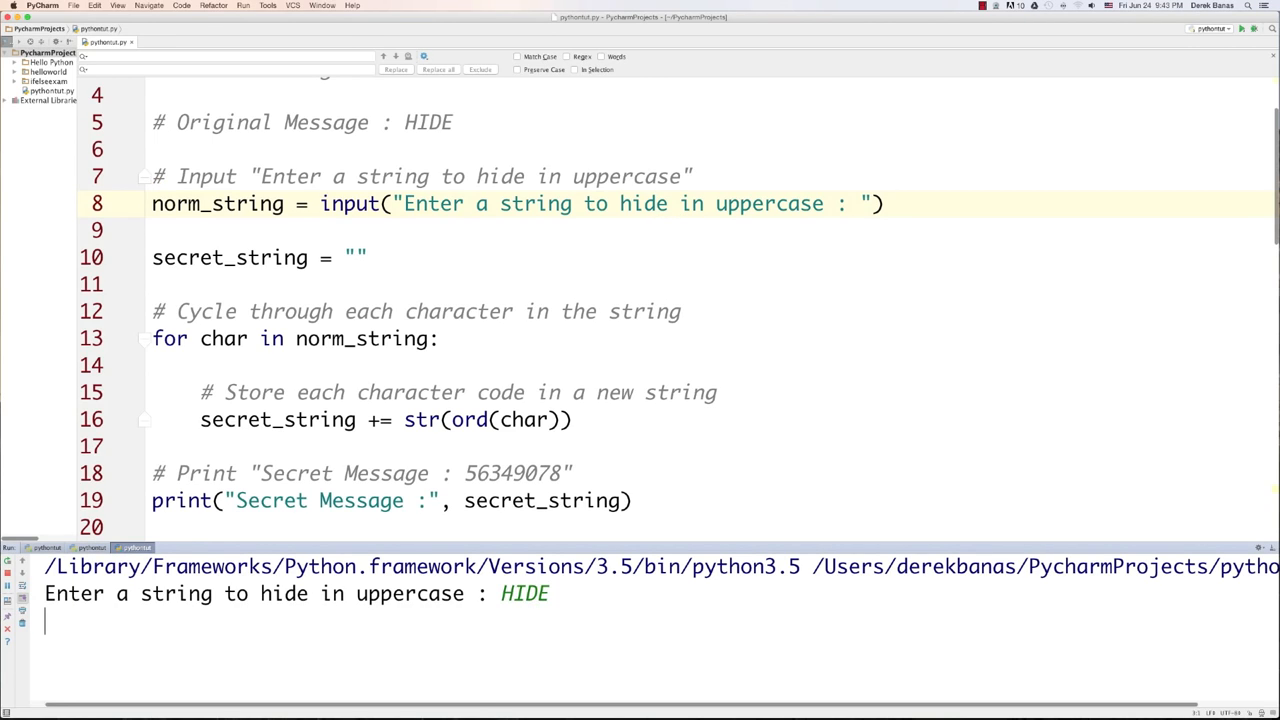 PyCharm File Edit View Navigate Code Refactor Run Tools VCS Window Help Fri Jun 24 9:43 PM Derek Banas
pythontut.py - PycharmProjects - [~/PycharmProjects]
PycharmProjects pythontut.py pythontut
pythontut.py
PycharmProject
Hello Python
helloworld
ifelseexam
pythontut.py
External Librarie
Match Case Regex Words
Replace Replace all Exclude Preserve Case In Selection
4
5 # Original Message : HIDE
6
7 # Input "Enter a string to hide in uppercase"
8 norm_string = input("Enter a string to hide in uppercase : ")
9
10 secret_string = ""
11
12 # Cycle through each character in the string
13 for char in norm_string:
14
15 # Store each character code in a new string
16 secret_string += str(ord(char))
17
18 # Print "Secret Message : 56349078"
19 print("Secret Message :", secret_string)
20
Run: pythontut pythontut pythontut
/Library/Frameworks/Python.framework/Versions/3.5/bin/python3.5 /Users/derekbanas/PycharmProjects/pytho
Enter a string to hide in uppercase : HIDE